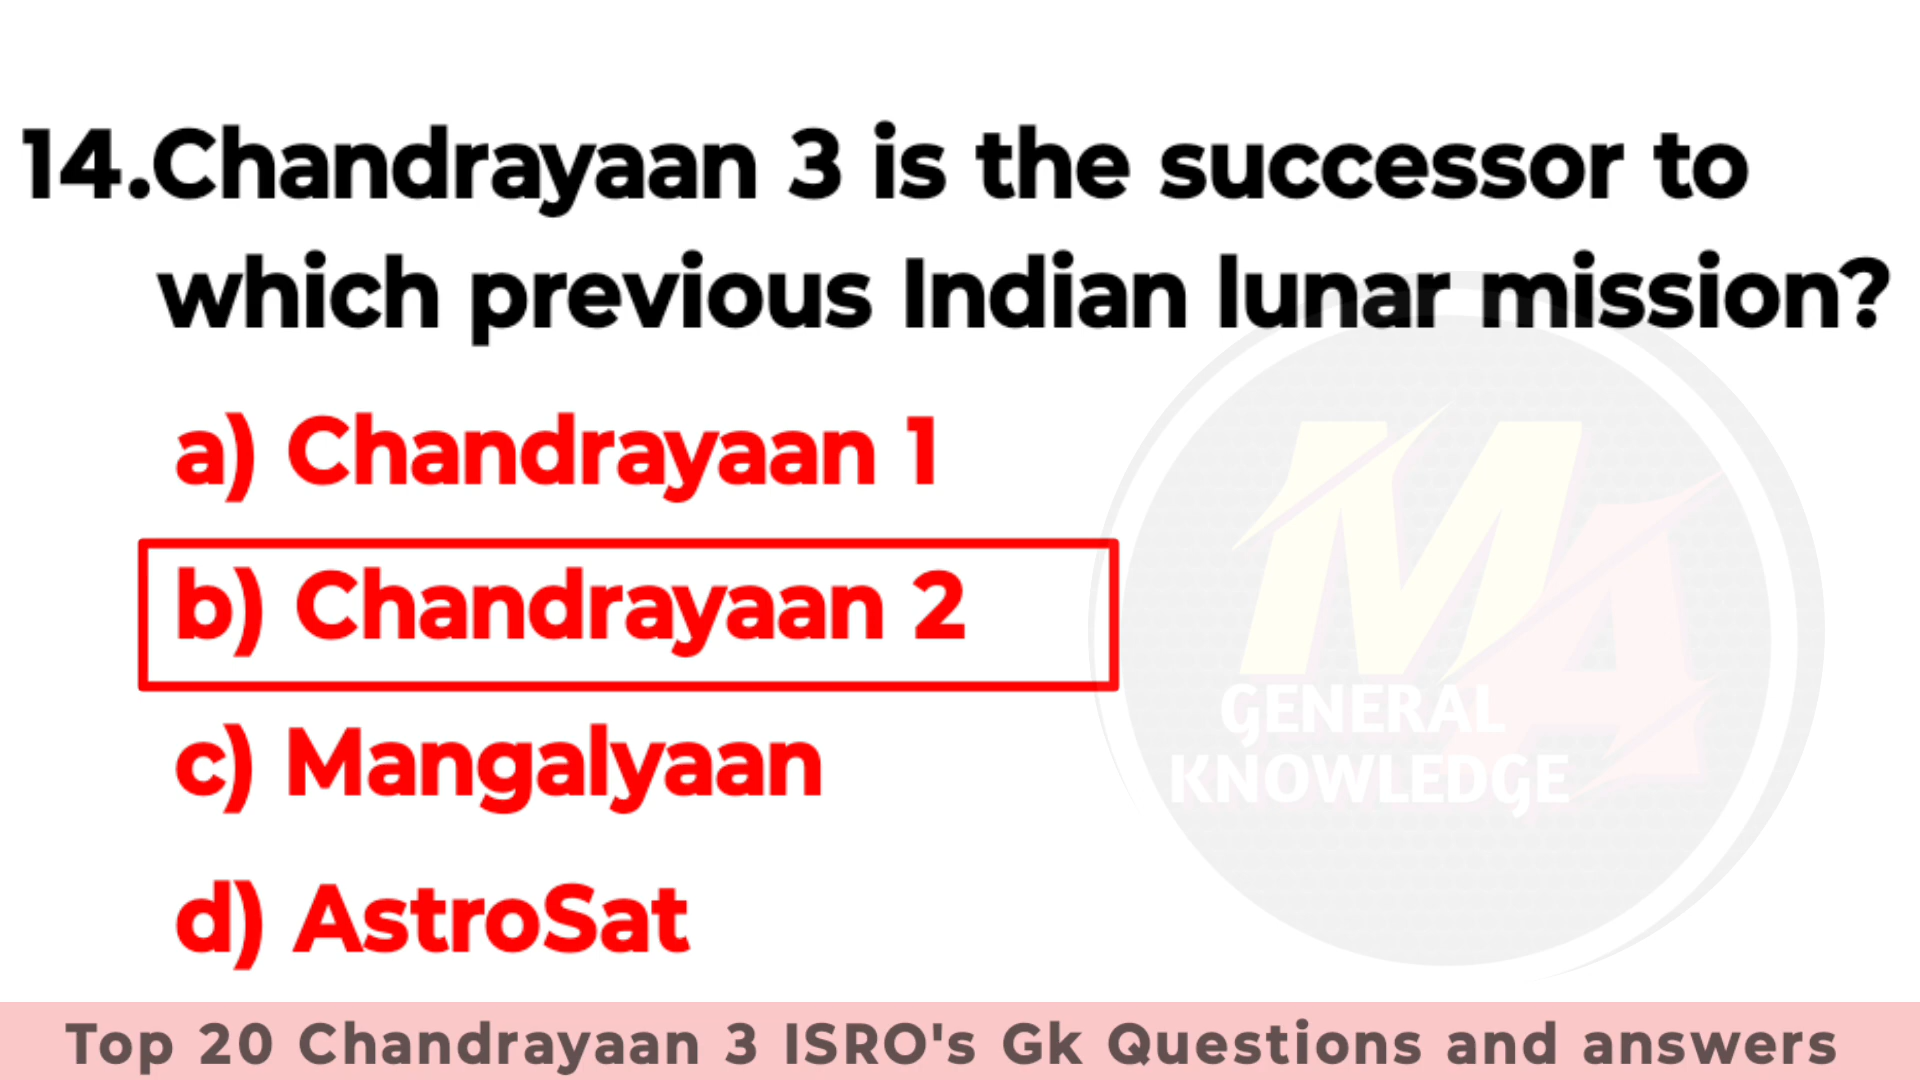 14.Chandrayaan 3 is the successor to
which previous Indian lunar mission?
a) Chandrayaan 1
b) Chandrayaan 2
c) Mangalyaan
d) AstroSat
MA
GENERAL
KNOWLEDGE
Top 20 Chandrayaan 3 ISRO's Gk Questions and answers